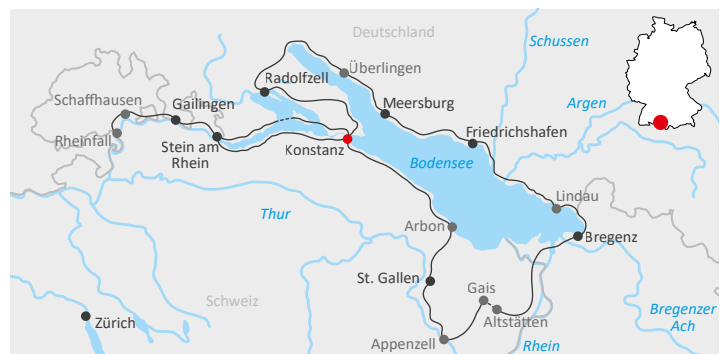 Deutschland
Schussen
Überlingen
Radolfzell
Schaffhausen
Gailingen
Meersburg
Argen
Rheinfall
Friedrichshafen
Stein am
Rhein
Konstanz
Bodensee
Lindau
Thur
Arbon
Bregenz
St. Gallen
Gais
Schweiz
Bregenzer
Ach
Zürich
Altstätten
Appenzell
Rhein